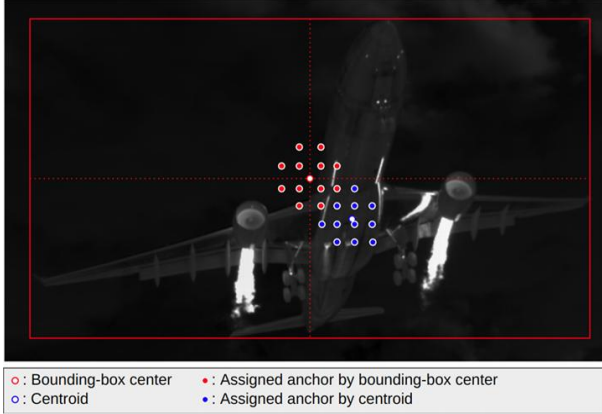 : Bounding-box center
: Assigned anchor by bounding-box center
: Centroid
: Assigned anchor by centroid